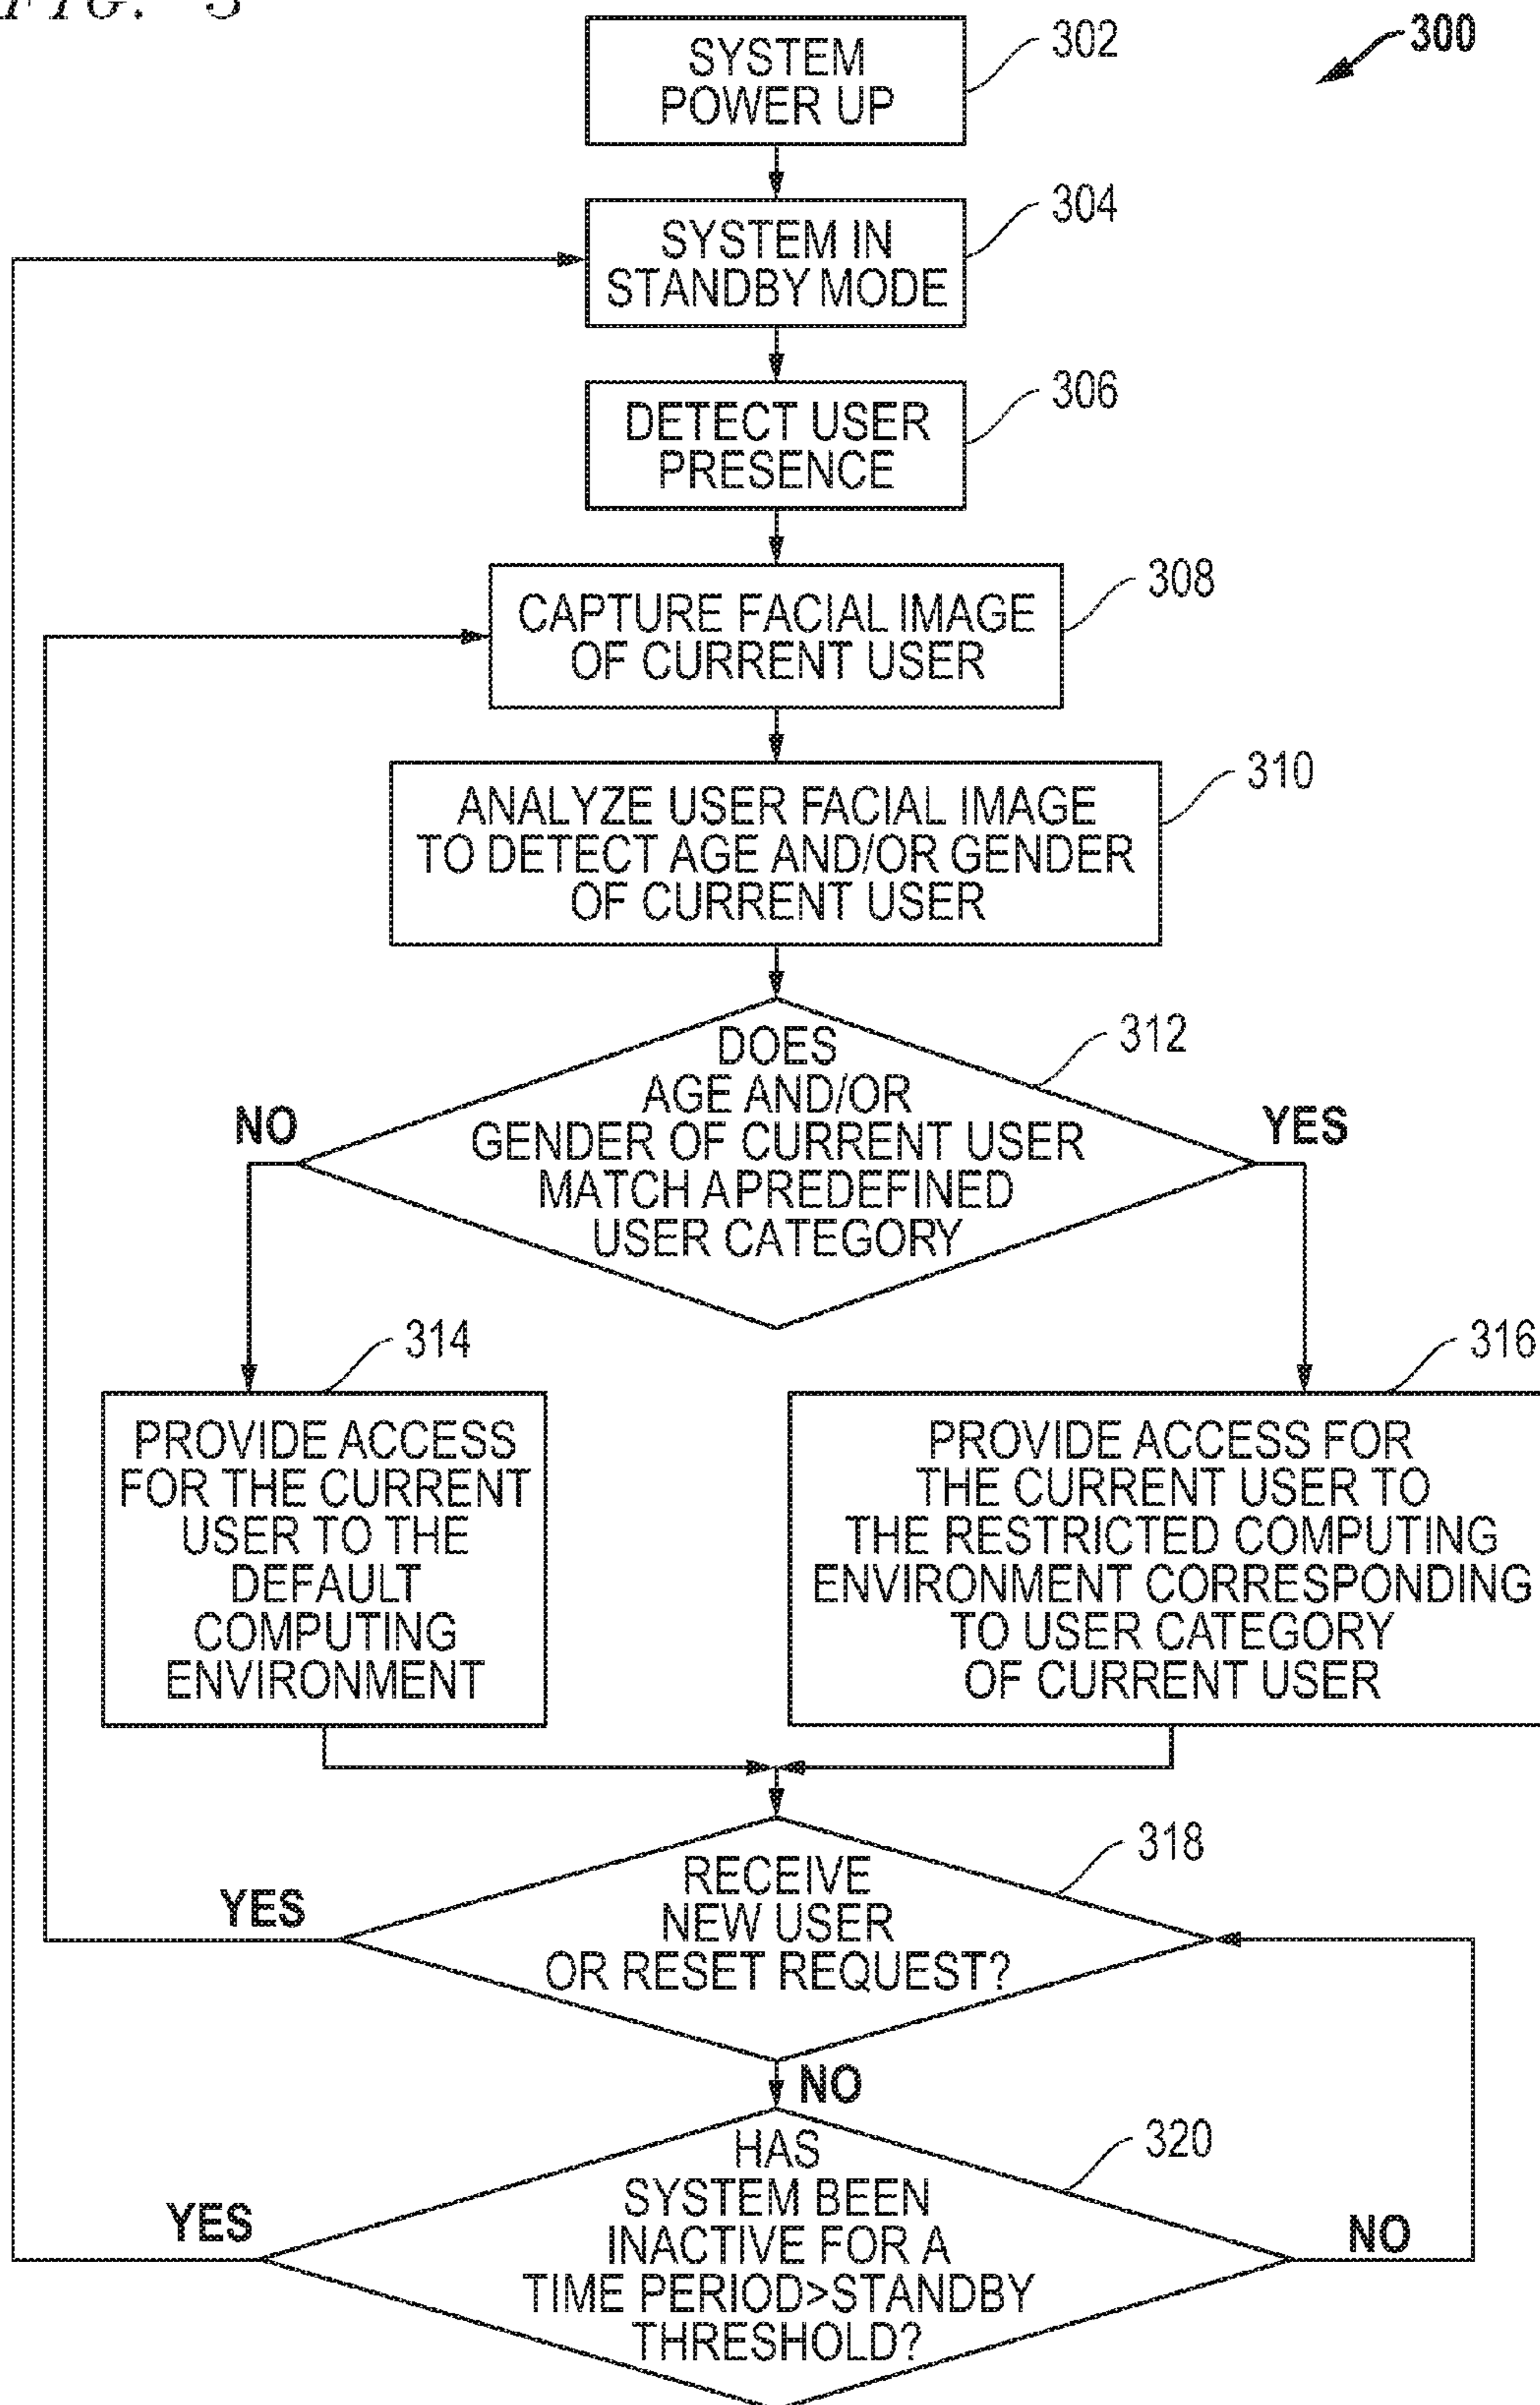 FIG. 3
300
SYSTEM
POWER UP
302
SYSTEM IN
STANDBY MODE
304
DETECT USER
PRESENCE
306
CAPTURE FACIAL IMAGE
OF CURRENT USER
308
ANALYZE USER FACIAL IMAGE
TO DETECT AGE AND/OR GENDER
OF CURRENT USER
310
DOES
AGE AND/OR
GENDER OF CURRENT USER
MATCH A PREDEFINED
USER CATEGORY
312
NO
YES
314
PROVIDE ACCESS
FOR THE CURRENT
USER TO THE
DEFAULT
COMPUTING
ENVIRONMENT
316
PROVIDE ACCESS FOR
THE CURRENT USER TO
THE RESTRICTED COMPUTING
ENVIRONMENT CORRESPONDING
TO USER CATEGORY
OF CURRENT USER
RECEIVE
NEW USER
OR RESET REQUEST?
318
YES
NO
HAS
SYSTEM BEEN
INACTIVE FOR A
TIME PERIOD>STANDBY
THRESHOLD?
320
YES
NO